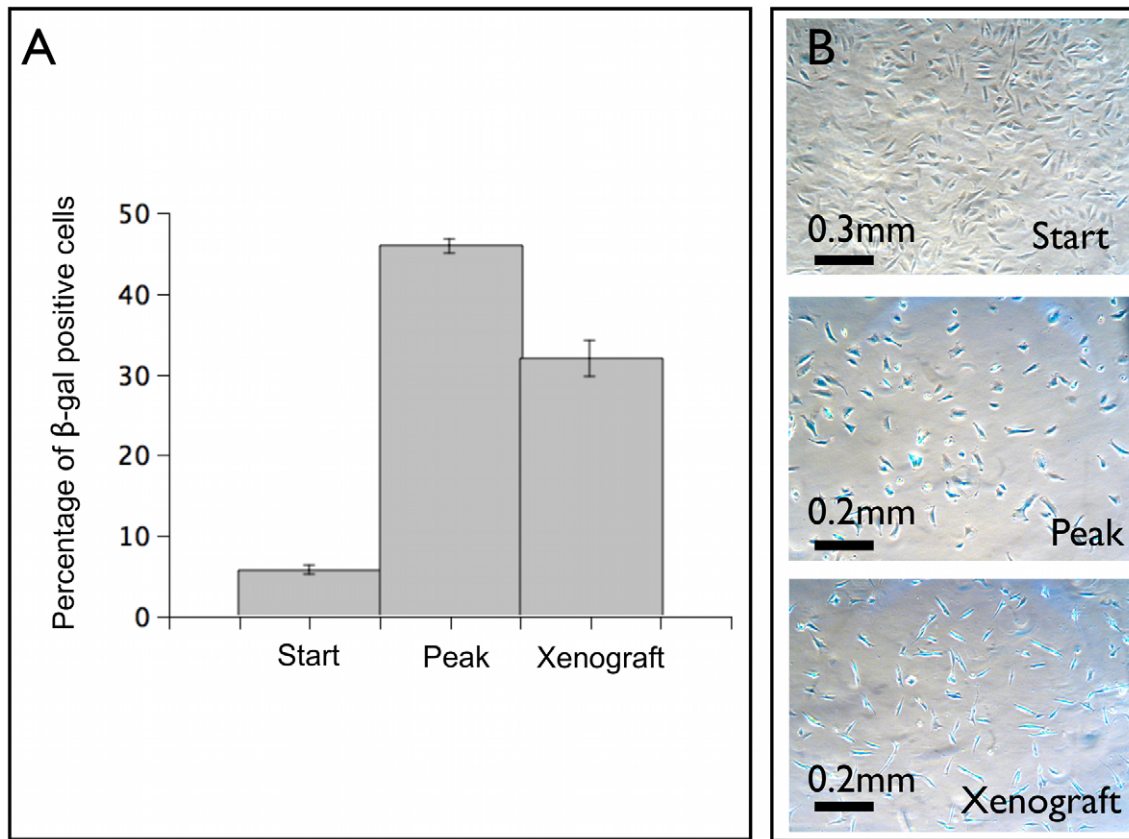 A
Percentage of β-gal positive cells
50
40
30
20
10
0
Start
Peak
Xenograft
B
0.3mm
Start
0.2mm
Peak
0.2mm
Xenograft